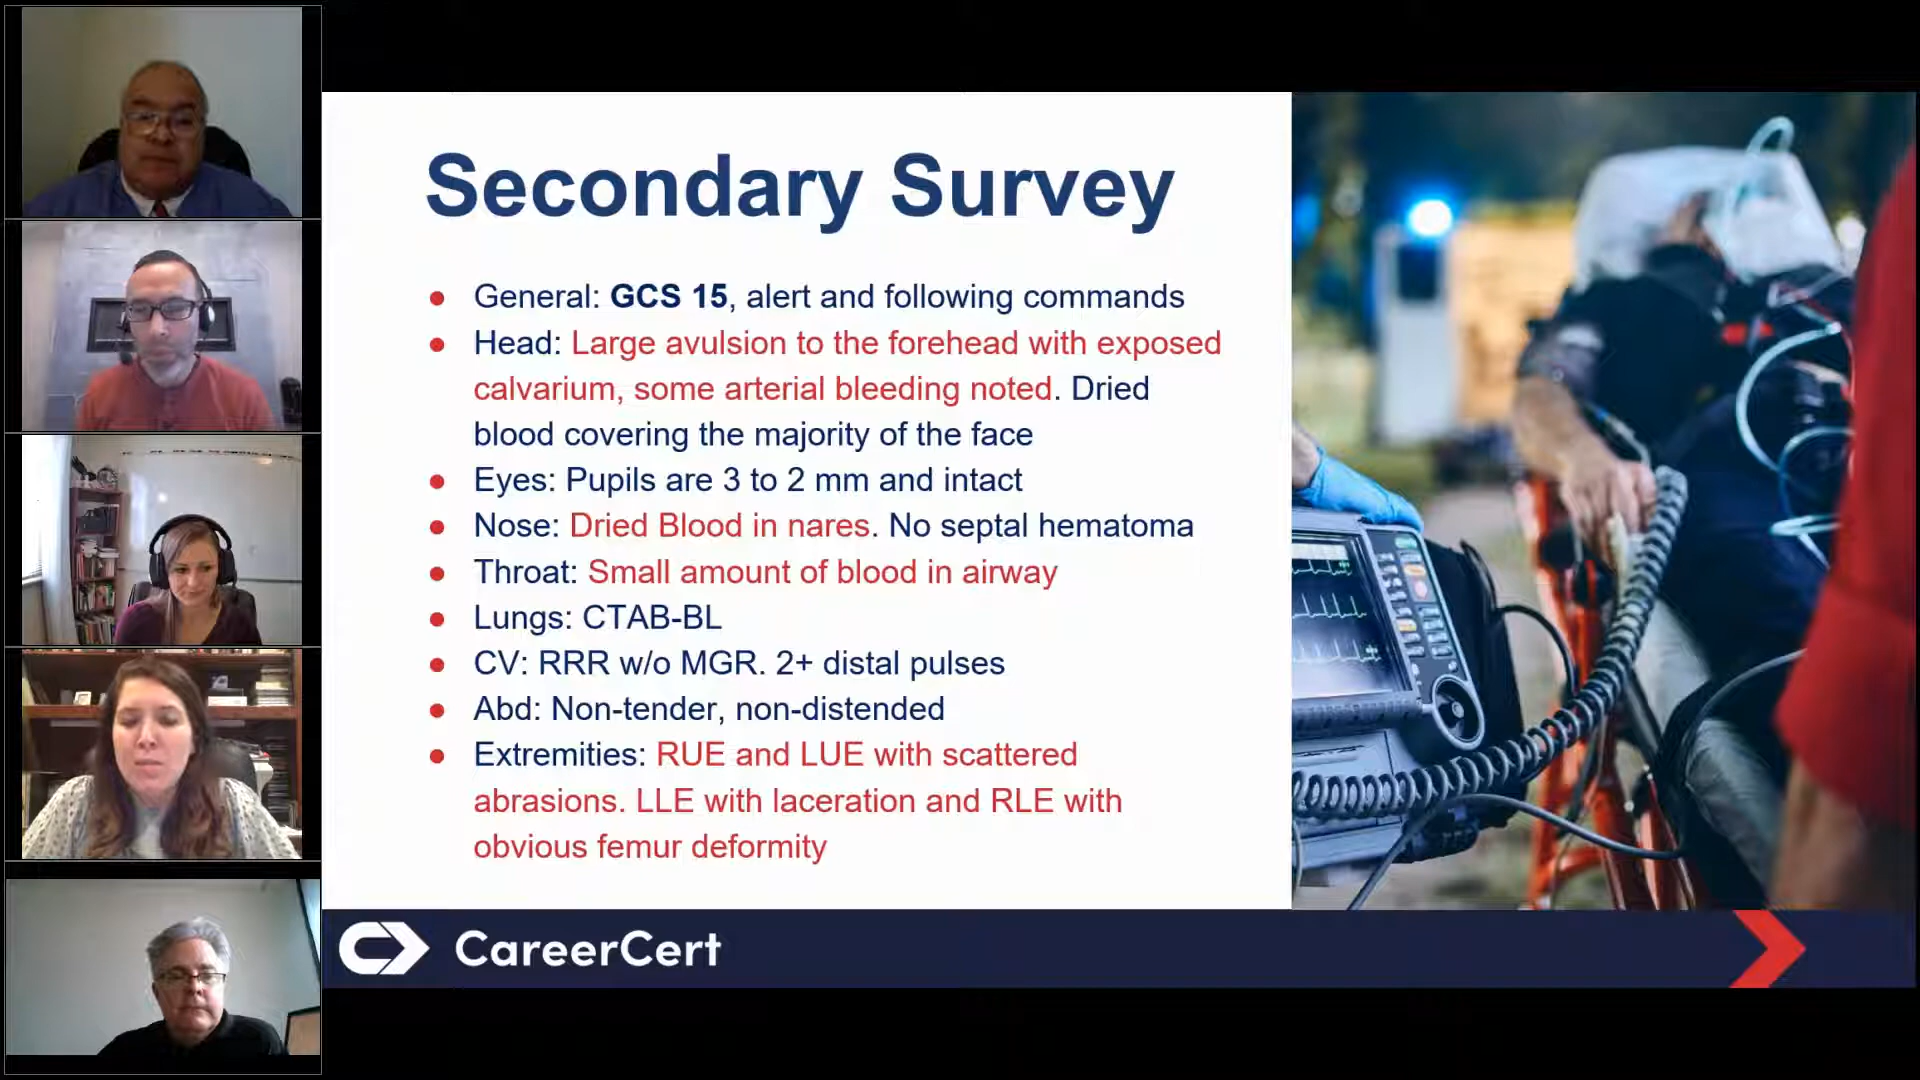 Secondary Survey
General: GCS 15, alert and following commands
Head: Large avulsion to the forehead with exposed
calvarium, some arterial bleeding noted. Dried
blood covering the majority of the face
Eyes: Pupils are 3 to 2 mm and intact
Nose: Dried Blood in nares. No septal hematoma
Throat: Small amount of blood in airway
Lungs: CTAB-BL
CV: RRR w/o MGR. 2+ distal pulses
Abd: Non-tender, non-distended
Extremities: RUE and LUE with scattered
abrasions. LLE with laceration and RLE with
obvious femur deformity
CareerCert